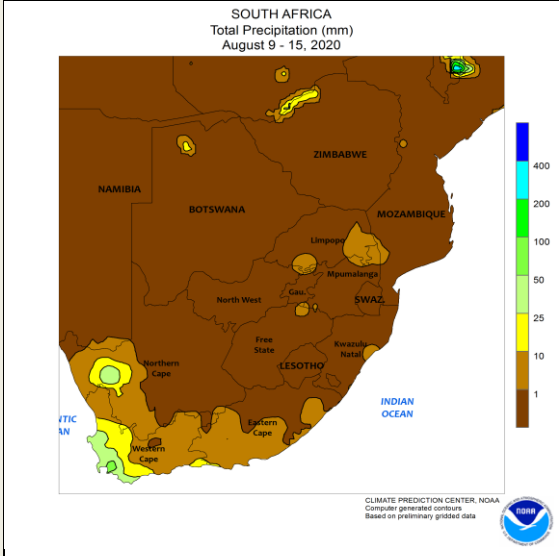 SOUTH AFRICA
Total Precipitation (mm)
August 9 - 15, 2020
ZIMBABWE
NAMIBIA
BOTSWANA
MOZAMBIQUE
Limpopo
Mpumalanga
Gau.
North West
SWAZ.
Free
State
Kwazulu
Natal
LESOTHO
Northern
Cape
Eastern
Cape
Western
Cape
NTIC
AN
INDIAN
OCEAN
400
200
100
50
25
10
1
CLIMATE PREDICTION CENTER, NOAA
Computer generated contours
Based on preliminary gridded data
NOAA